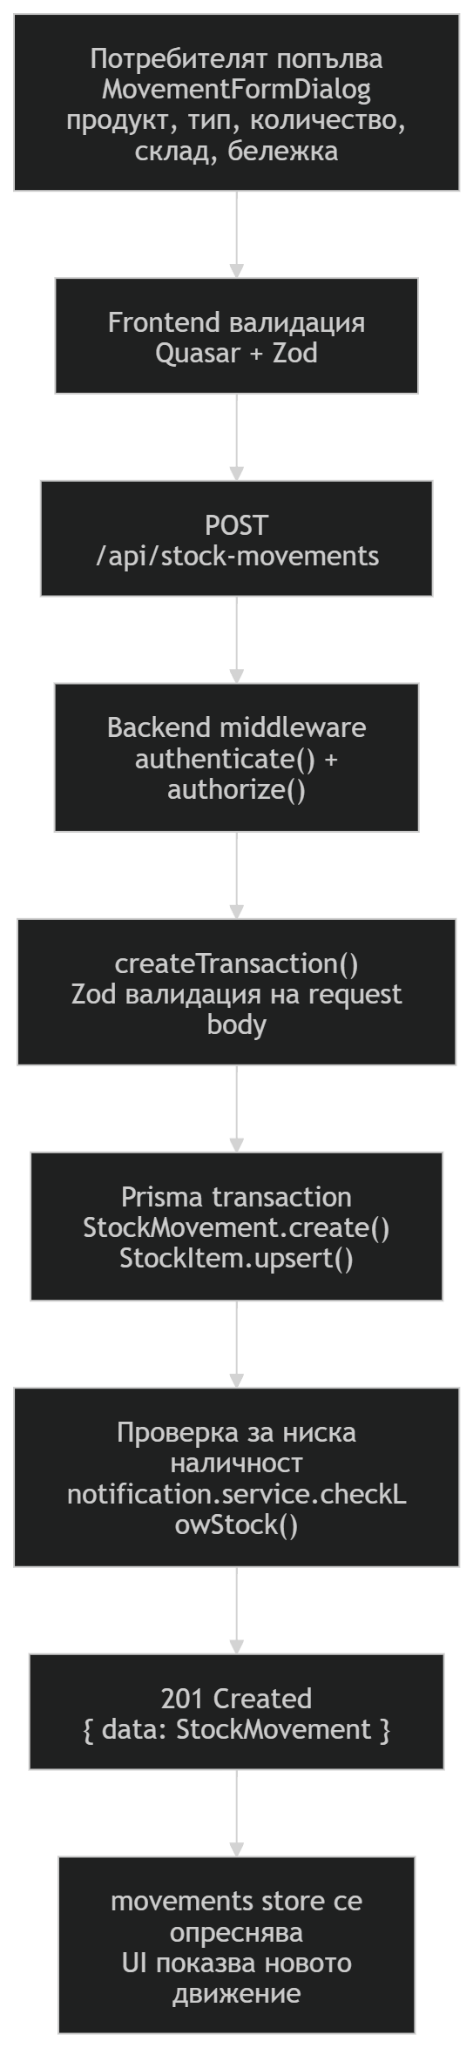 Потребителят попълва
MovementFormDialog
продукт, тип, количество,
склад, бележка
Frontend валидация
Quasar + Zod
POST
/api/stock-movements
Backend middleware
authenticate() +
authorize()
createTransaction()
Zod валидация на request
body
Prisma transaction
StockMovement.create()
StockItem.upsert()
Проверка за ниска
наличност
notification.service.checkL
owStock()
201 Created
{ data: StockMovement }
movements store се
опреснява
UI показва новото
движение